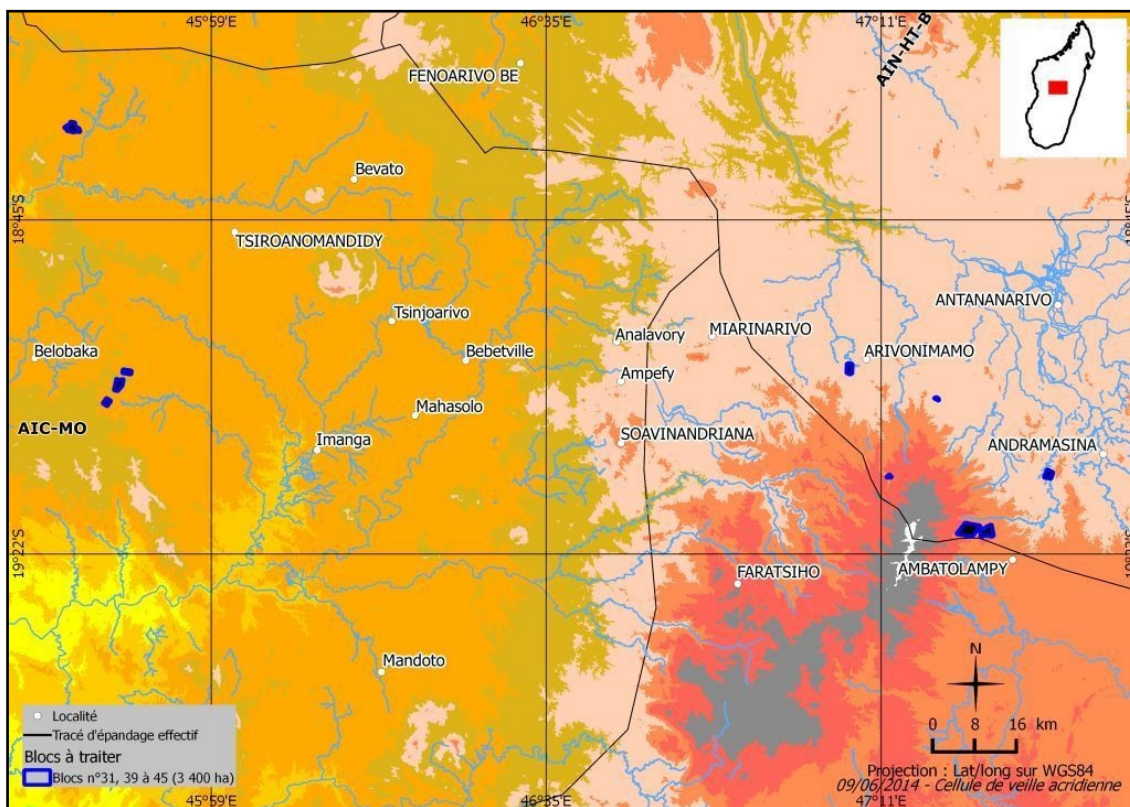 45°59'E
46°35'E
47°11'E
FENOARIVO BE
AIN-HT-B
Bevato
18°45'S
18°45'S
TSIROANOMANDIDY
ANTANANARIVO
Tsinjoarivo
Analavory
MIARINARIVO
Belobaka
Bebetville
ARIVONIMAMO
Ampefy
Mahasolo
AIC-MO
Imanga
SOAVINANDRIANA
ANDRAMASINA
19°22'S
FARATSIHO
AMBATOLAMPY
Mandoto
N
0 8 16 km
Localité
Tracé d'épandage effectif
Blocs à traiter
Blocs n°31, 39 à 45 (3 400 ha)
Projection : Lat/long sur WGS84
09/06/2014 - Cellule de veille acridienne
45°59'E
46°35'E
47°11'E